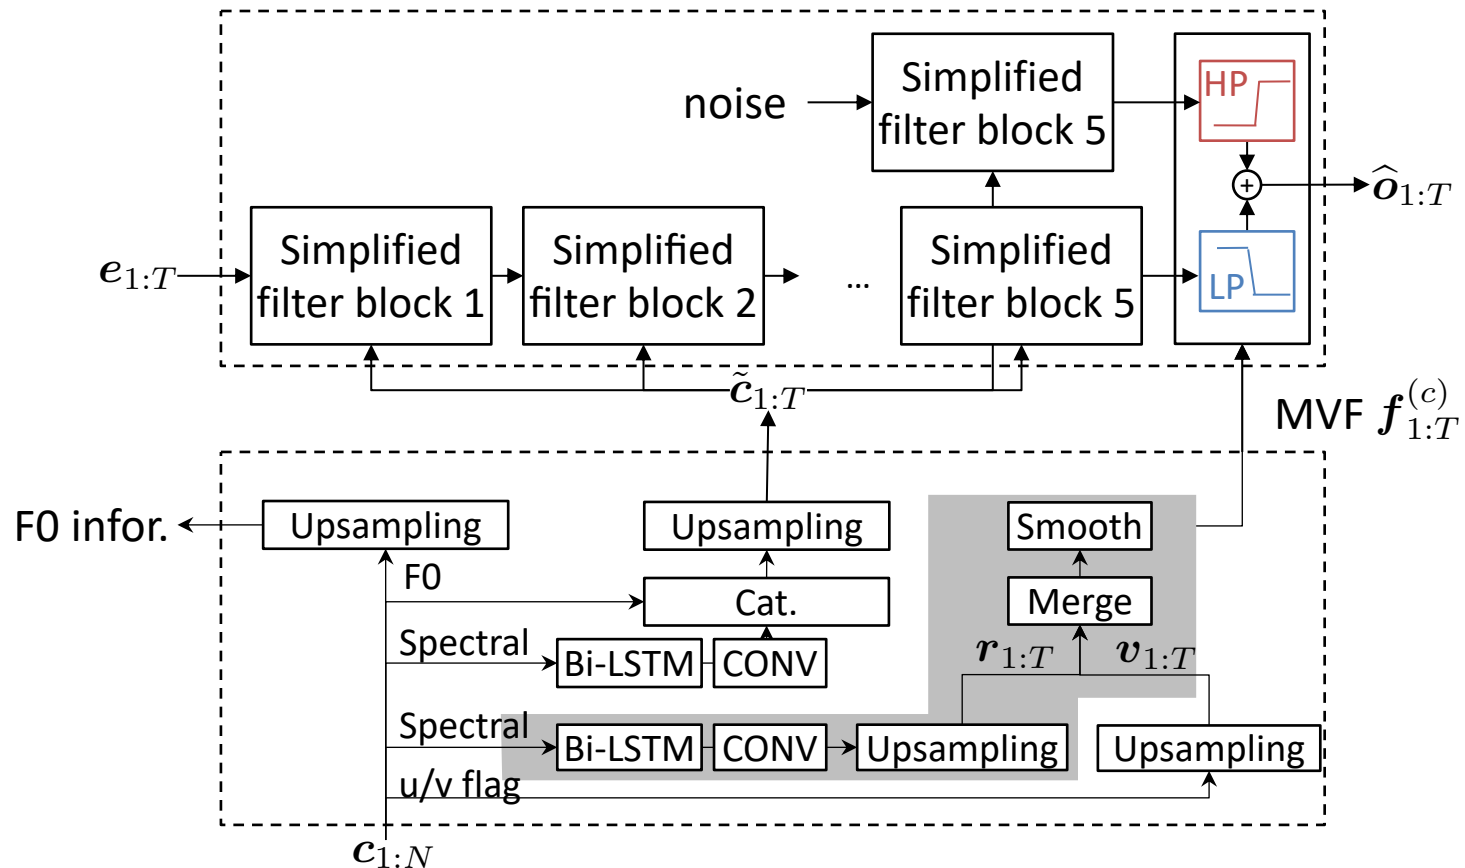 Simplified
filter block 5
HP
noise
ô₁:T
Simplified
filter block 1
Simplified
filter block 2
...
Simplified
filter block 5
LP
e₁:T
c̃₁:T
MVF f₁:T^(c)
F0 infor.
Upsampling
Upsampling
Smooth
F0
Cat.
Merge
Spectral
Bi-LSTM
CONV
r₁:T
v₁:T
Spectral
Bi-LSTM
CONV
Upsampling
Upsampling
u/v flag
c₁:N